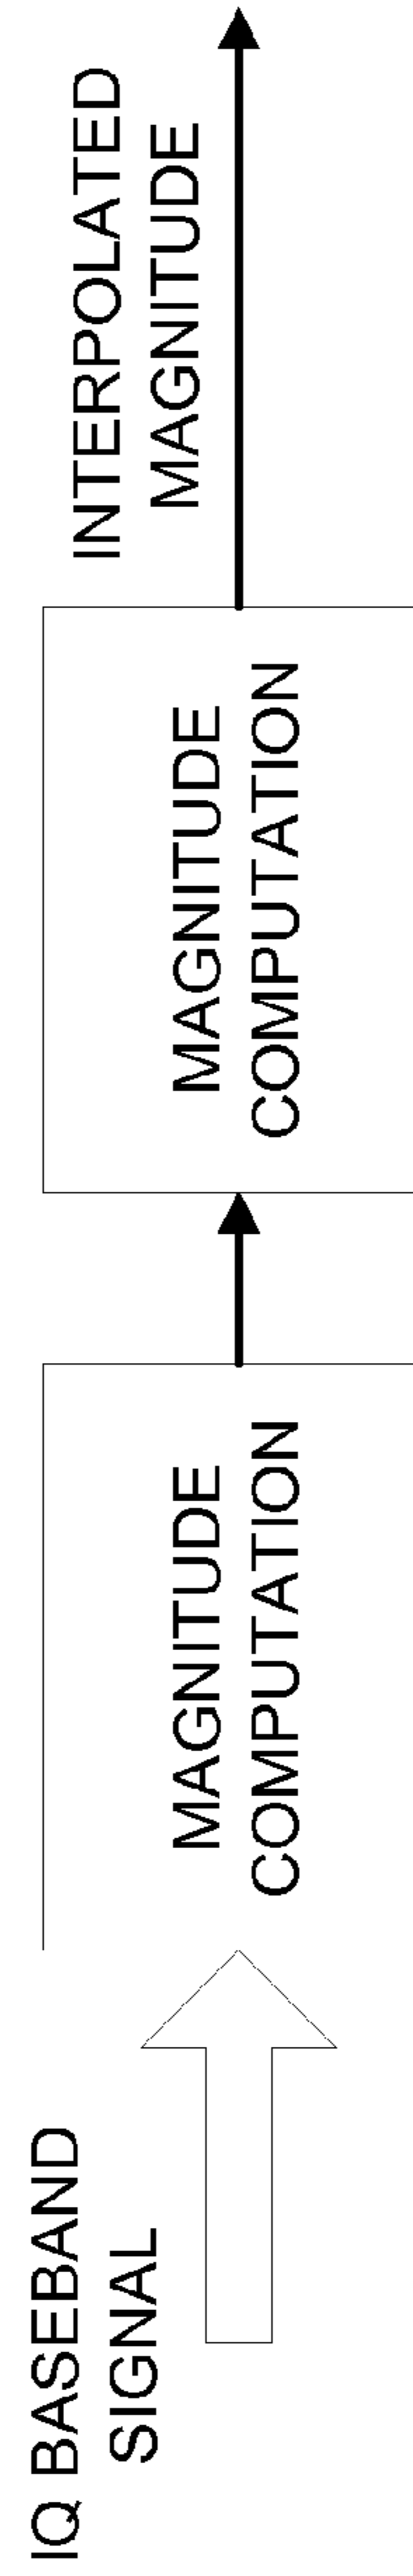 IQ BASEBAND
SIGNAL
MAGNITUDE
COMPUTATION
MAGNITUDE
COMPUTATION
INTERPOLATED
MAGNITUDE